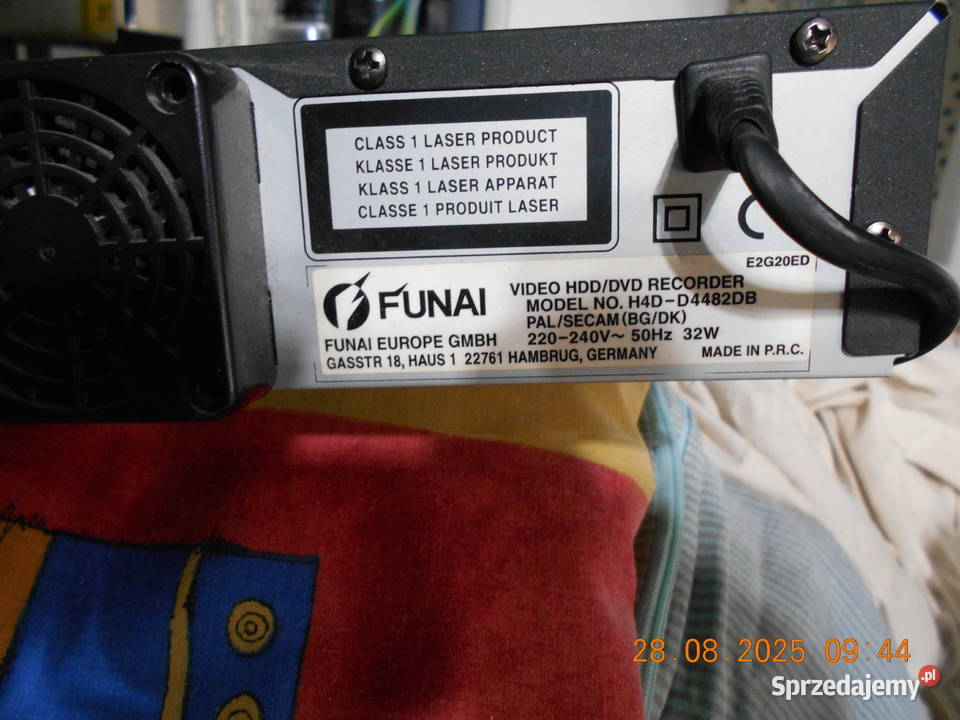 CLASS 1 LASER PRODUCT
KLASSE 1 LASER PRODUKT
KLASS 1 LASER APPARAT
CLASSE 1 PRODUIT LASER
E2G20ED
FUNAI
VIDEO HDD/DVD RECORDER
MODEL NO. H4D-D4482DB
PAL/SECAM(BG/DK)
220-240V~ 50Hz 32W
FUNAI EUROPE GMBH
GASSTR 18, HAUS 1 22761 HAMBRUG, GERMANY
MADE IN P.R.C.
28.08.2025 09:44
Sprzedajemy.pl